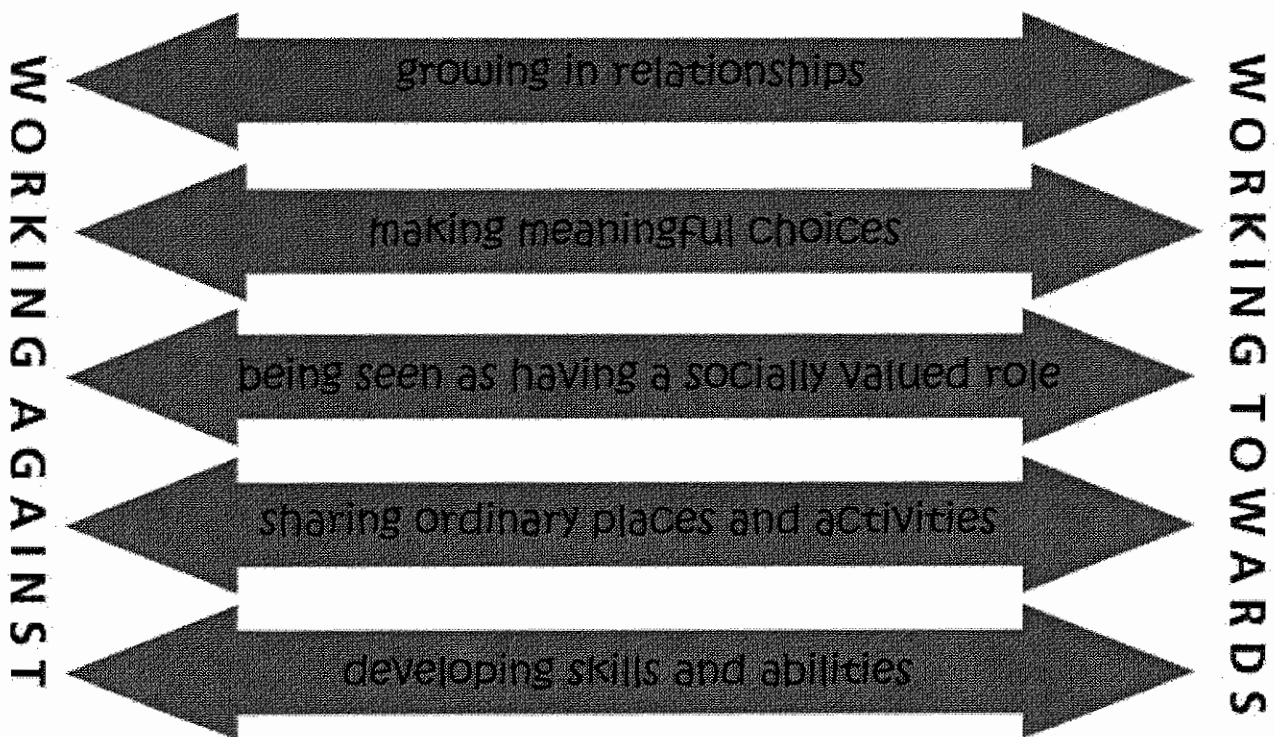 WORKING AGAINST
growing in relationships
making meaningful choices
being seen as having a socially valued role
sharing ordinary places and activities
developing skills and abilities
WORKING TOWARDS